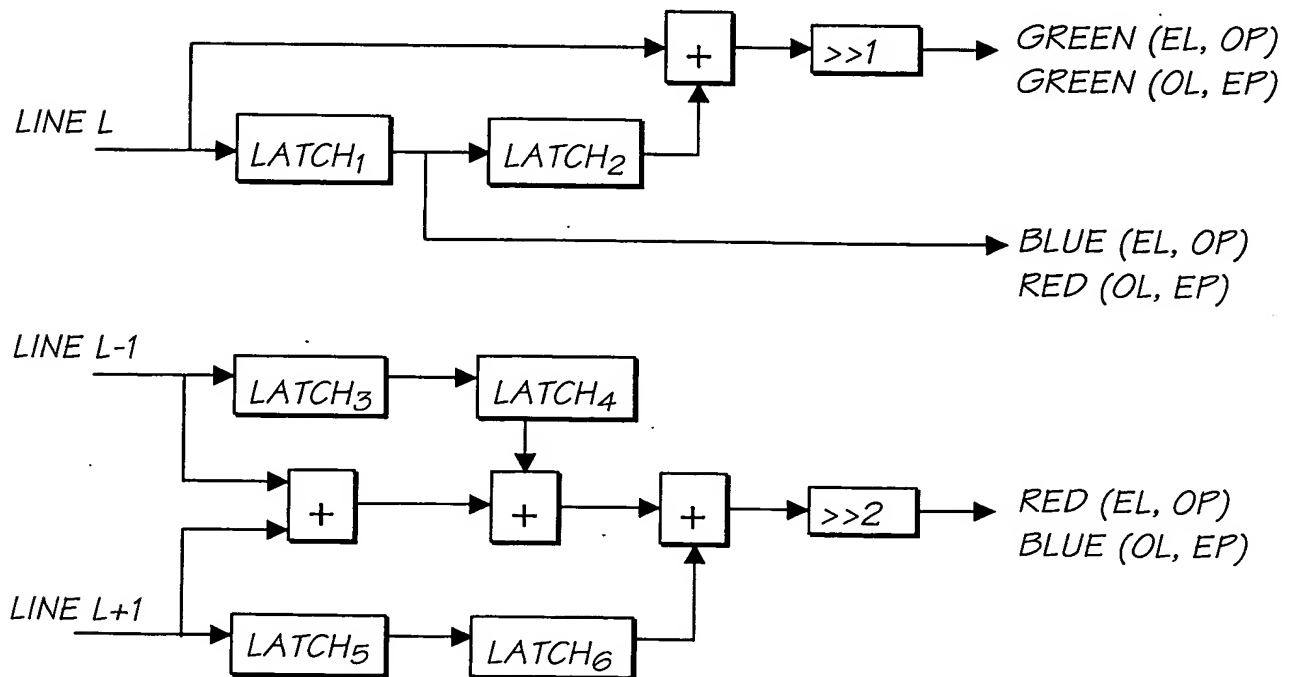 GREEN (EL, OP)
+
>>1
GREEN (OL, EP)
LINE L
LATCH₁
LATCH₂
BLUE (EL, OP)
RED (OL, EP)
LINE L-1
LATCH₃
LATCH₄
+
+
+
>>2
RED (EL, OP)
BLUE (OL, EP)
LINE L+1
LATCH₅
LATCH₆